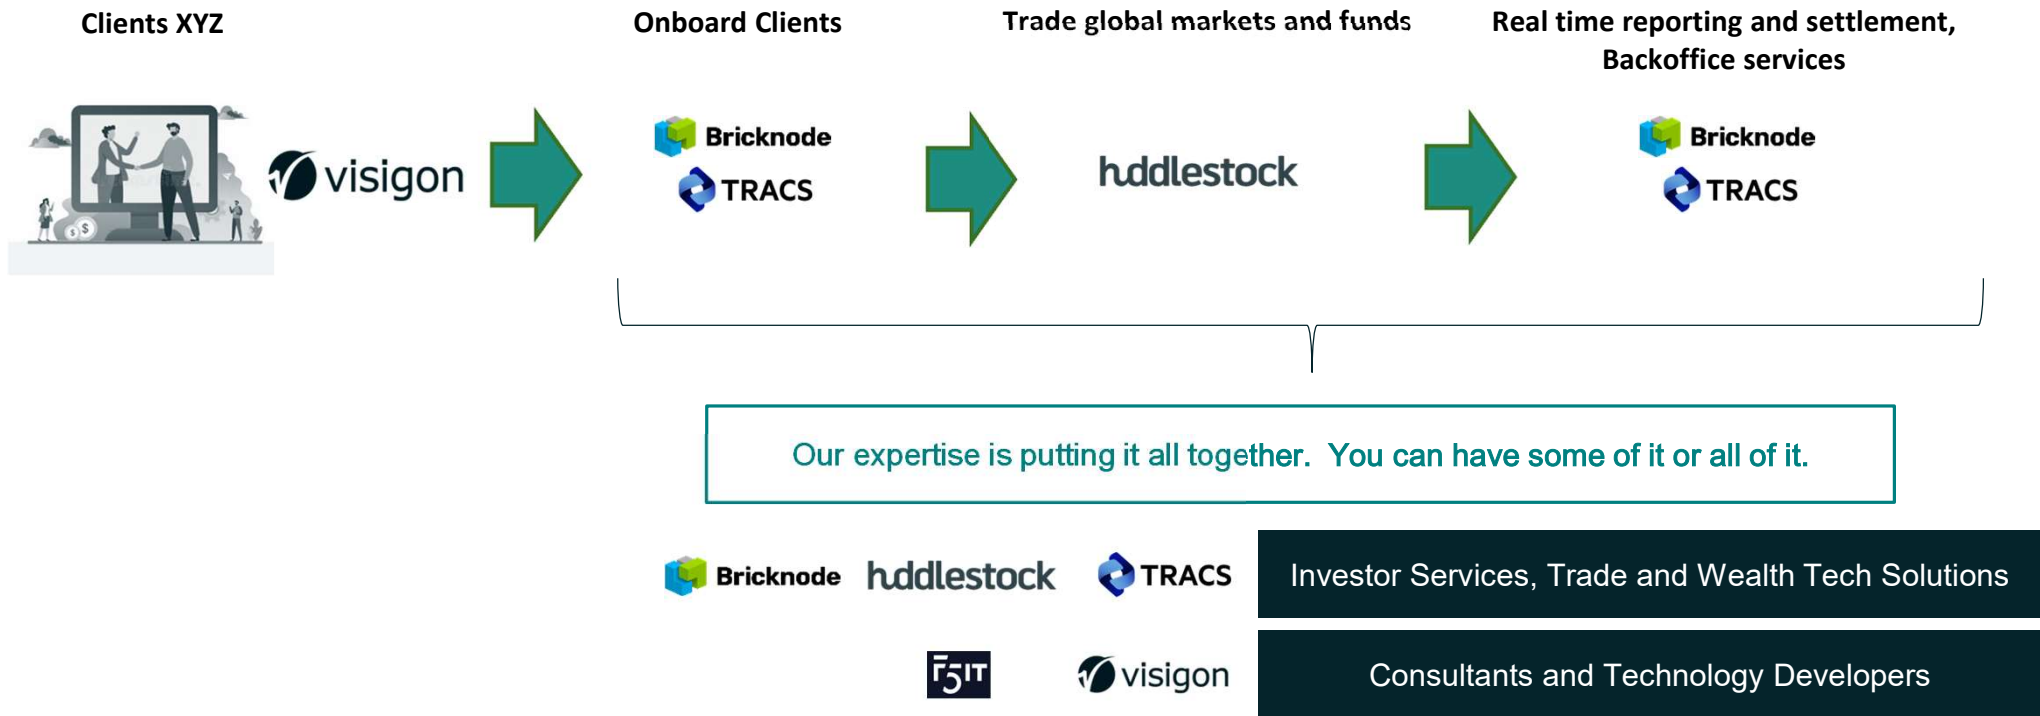 Clients XYZ
Onboard Clients
Trade global markets and funds
Real time reporting and settlement,
Backoffice services
visigon
Bricknode
TRACS
huddlestock
Bricknode
TRACS
Our expertise is putting it all together. You can have some of it or all of it.
Bricknode
huddlestock
TRACS
Investor Services, Trade and Wealth Tech Solutions
F5IT
visigon
Consultants and Technology Developers